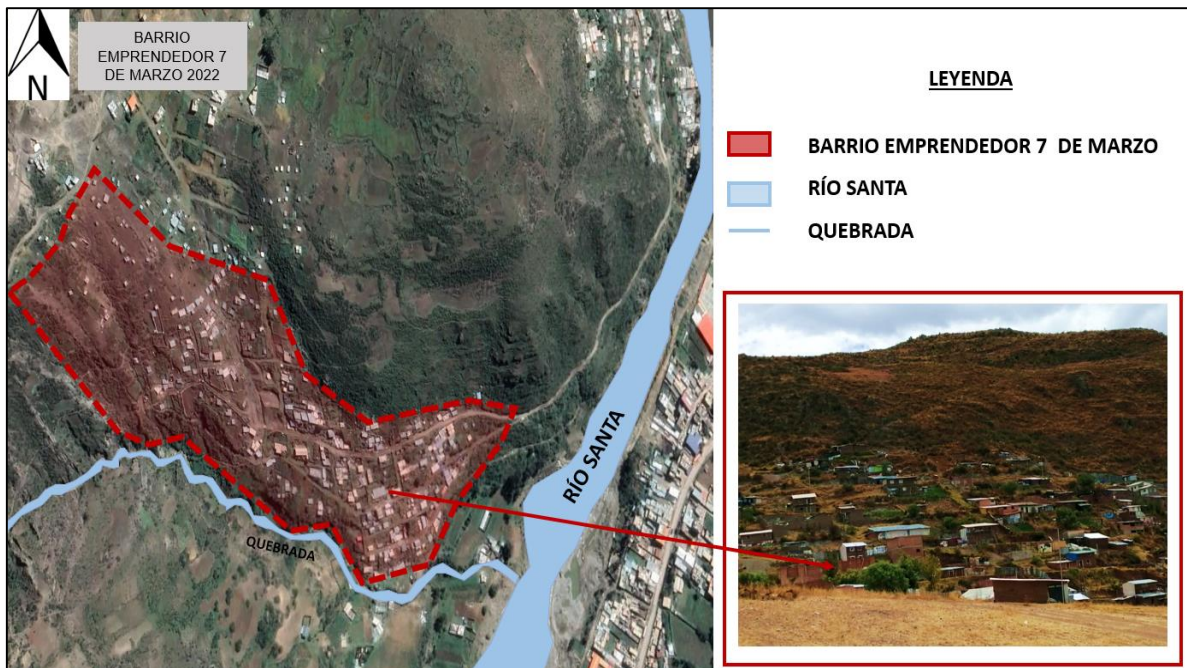 N
BARRIO
EMPRENDEDOR 7
DE MARZO 2022
QUEBRADA
RÍO SANTA
LEYENDA
BARRIO EMPRENDEDOR 7 DE MARZO
RÍO SANTA
QUEBRADA